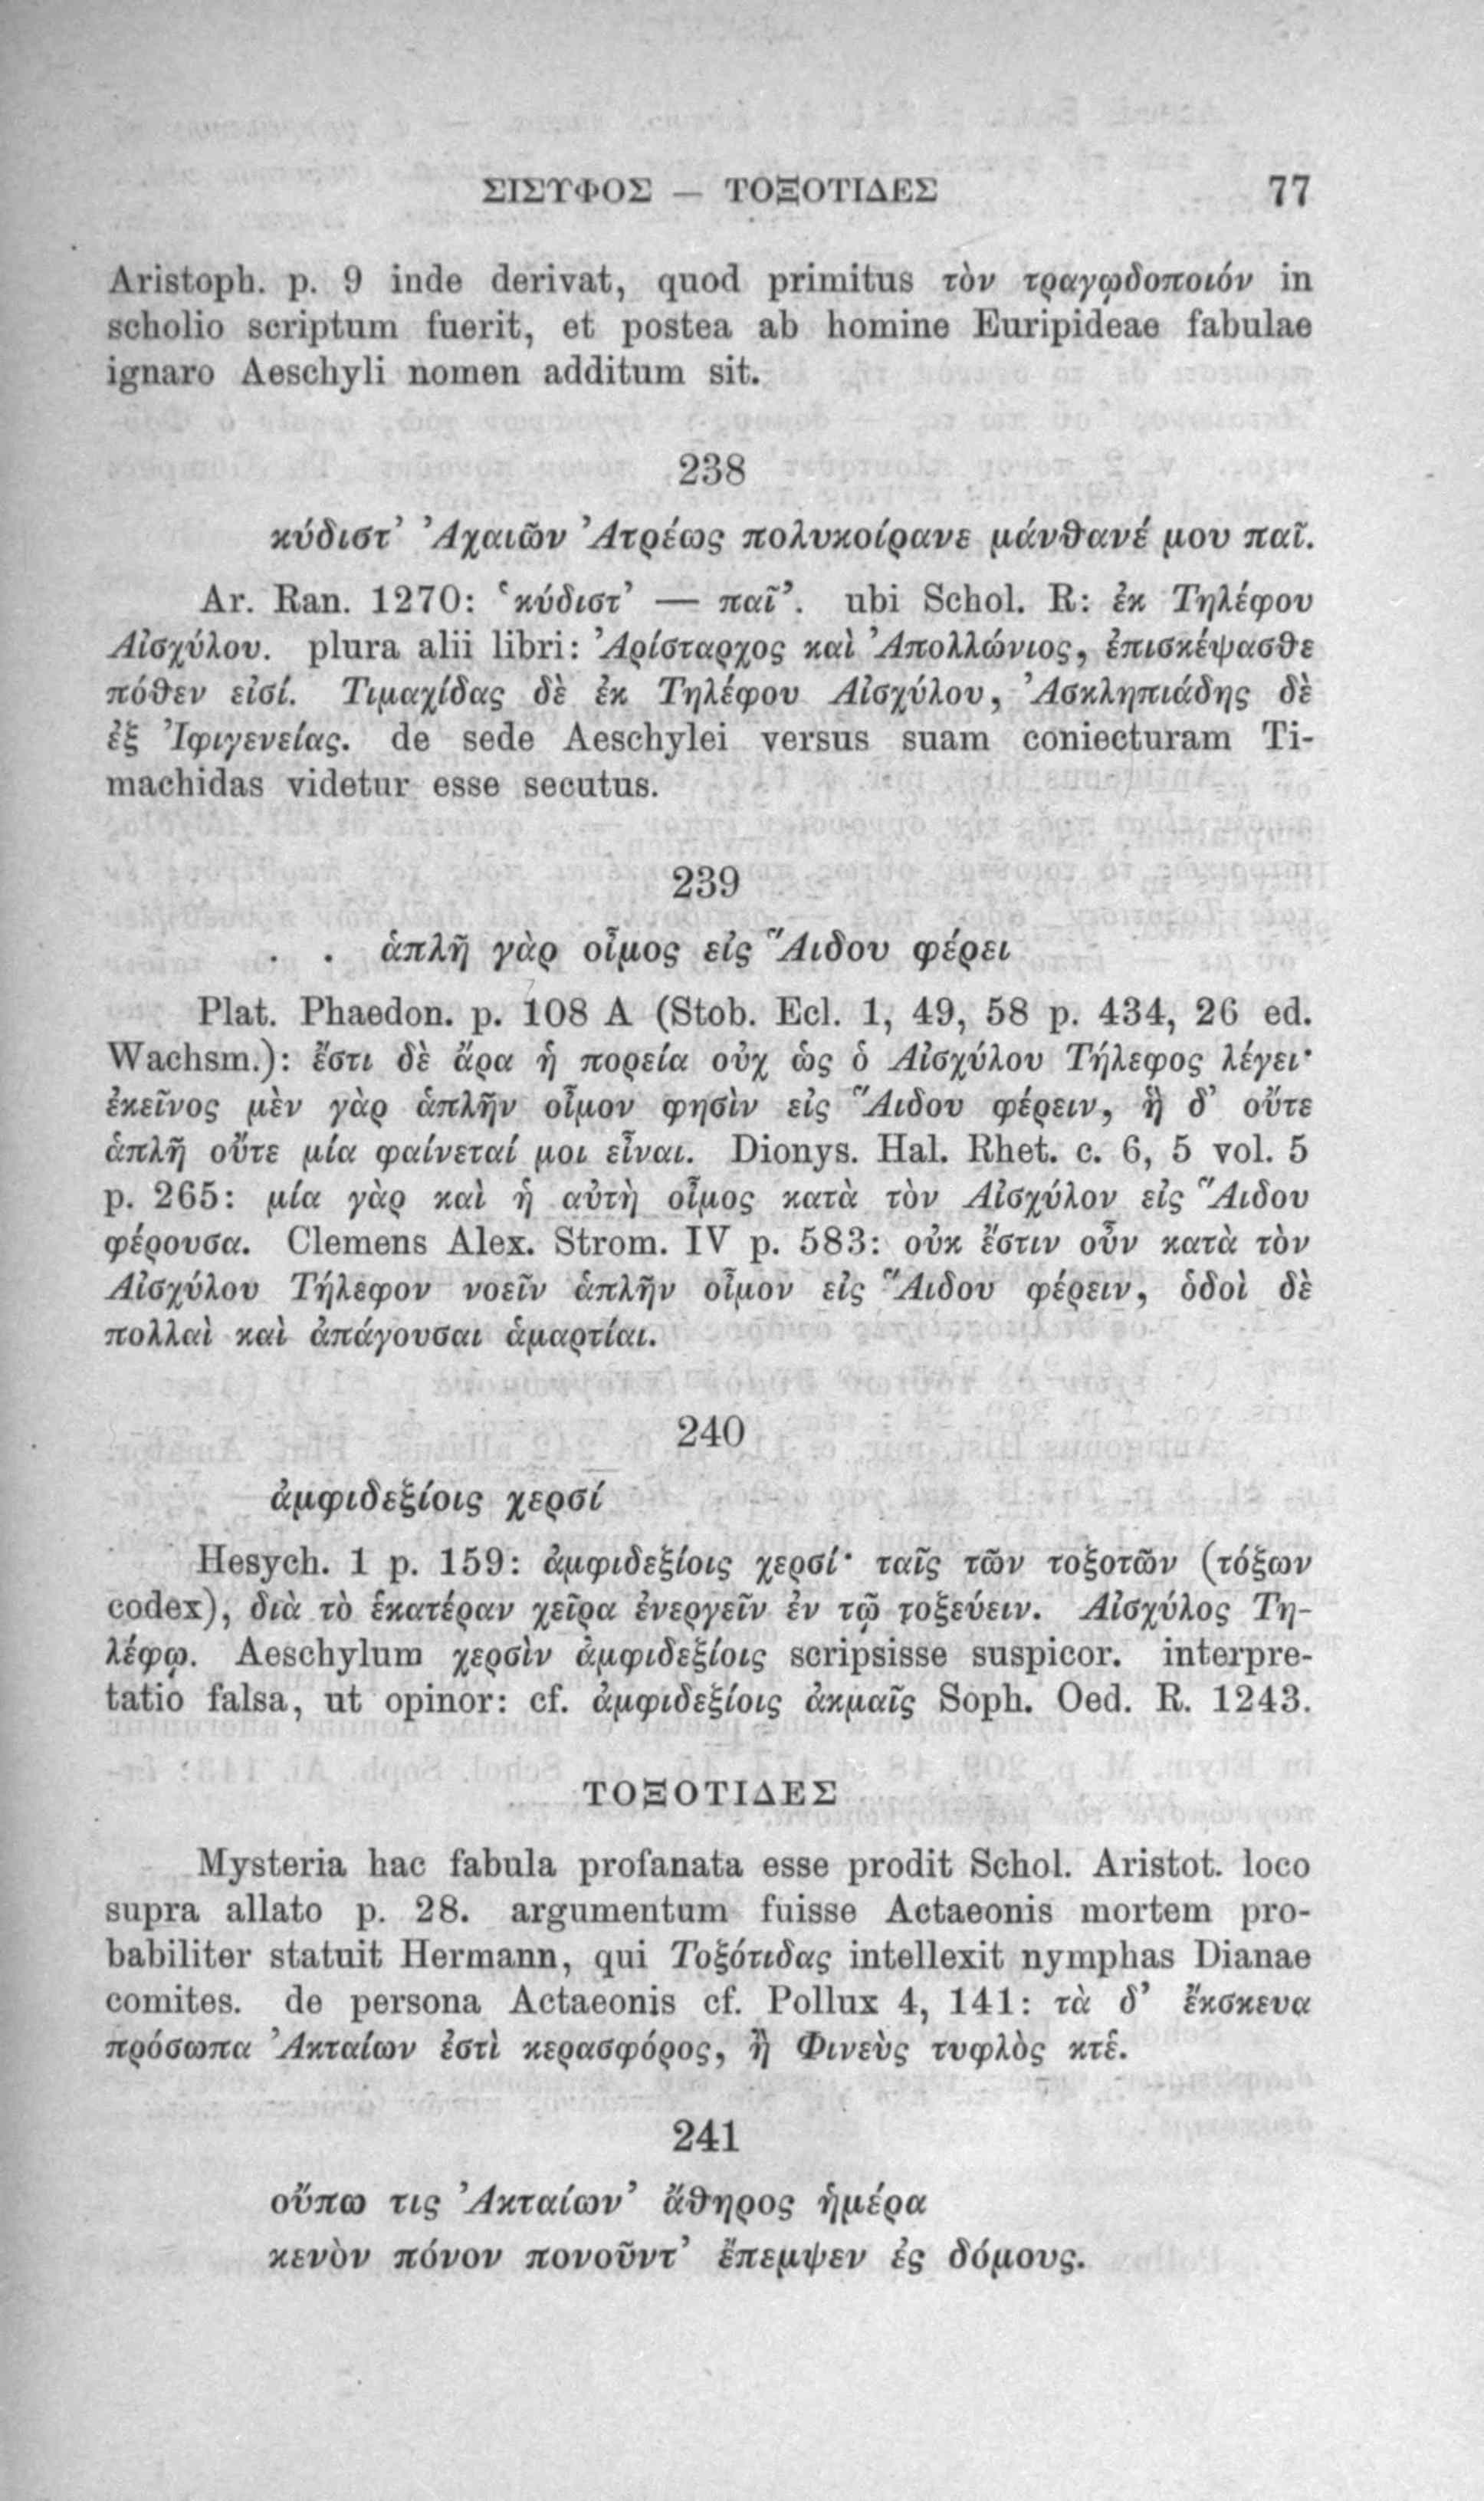 ΣΙΣΥΦΟΣ — ΤΟΞΟΤΙΔΕΣ 77
Aristoph. p. 9 inde derivat, quod primitus τὸν τραγῳδοποιόν in
scholio scriptum fuerit, et postea ab homine Euripideae fabulae
ignaro Aeschyli nomen additum sit.
238
κύδιστ’ Ἀχαιῶν Ἀτρέως πολυκοίρανε μάνθανέ μου παῖ.
Ar. Ran. 1270: ‘κύδιστ’ — παῖ’. ubi Schol. R: ἐκ Τηλέφου
Αἰσχύλου. plura alii libri: Ἀρίσταρχος καὶ Ἀπολλώνιος, ἐπισκέψασθε
πόθεν εἰσί. Τιμαχίδας δὲ ἐκ Τηλέφου Αἰσχύλου, Ἀσκληπιάδης δὲ
ἐξ Ἰφιγενείας. de sede Aeschylei versus suam coniecturam Ti-
machidas videtur esse secutus.
239
. . ἁπλῆ γὰρ οἶμος εἰς Ἅιδου φέρει
Plat. Phaedon. p. 108 A (Stob. Ecl. 1, 49, 58 p. 434, 26 ed.
Wachsm.): ἔστι δὲ ἄρα ἡ πορεία οὐχ ὡς ὁ Αἰσχύλου Τήλεφος λέγει·
ἐκεῖνος μὲν γὰρ ἁπλῆν οἶμον φησὶν εἰς Ἅιδου φέρειν, ἣ δ’ οὔτε
ἁπλῆ οὔτε μία φαίνεταί μοι εἶναι. Dionys. Hal. Rhet. c. 6, 5 vol. 5
p. 265: μία γὰρ καὶ ἡ αὐτὴ οἶμος κατὰ τὸν Αἰσχύλον εἰς Ἅιδου
φέρουσα. Clemens Alex. Strom. IV p. 583: οὐκ ἔστιν οὖν κατὰ τὸν
Αἰσχύλου Τήλεφον νοεῖν ἁπλῆν οἶμον εἰς Ἅιδου φέρειν, ὁδοὶ δὲ
πολλαὶ καὶ ἀπάγουσαι ἁμαρτίαι.
240
ἀμφιδεξίοις χερσί
Hesych. 1 p. 159: ἀμφιδεξίοις χερσί· ταῖς τῶν τοξοτῶν (τόξων
codex), διὰ τὸ ἑκατέραν χεῖρα ἐνεργεῖν ἐν τῷ τοξεύειν. Αἰσχύλος Τη-
λέφῳ. Aeschylum χερσὶν ἀμφιδεξίοις scripsisse suspicor. interpre-
tatio falsa, ut opinor: cf. ἀμφιδεξίοις ἀκμαῖς Soph. Oed. R. 1243.
ΤΟΞΟΤΙΔΕΣ
Mysteria hac fabula profanata esse prodit Schol. Aristot. loco
supra allato p. 28. argumentum fuisse Actaeonis mortem pro-
babiliter statuit Hermann, qui Τοξότιδας intellexit nymphas Dianae
comites. de persona Actaeonis cf. Pollux 4, 141: τὰ δ’ ἔκσκευα
πρόσωπα Ἀκταίων ἐστὶ κερασφόρος, ἢ Φινεὺς τυφλὸς κτἑ.
241
οὔπω τις Ἀκταίων’ ἄθηρος ἡμέρα
κενὸν πόνον πονοῦντ’ ἔπεμψεν ἐς δόμους.